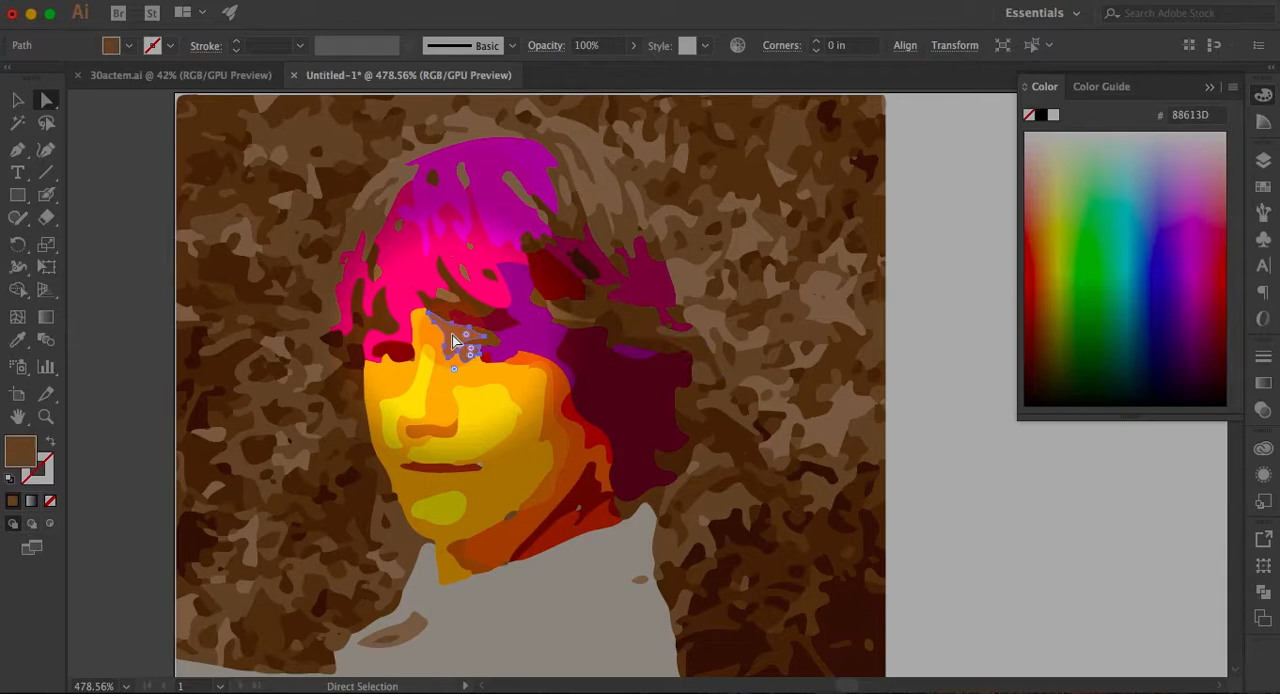 Ai Br St Essentials Search Adobe Stock
Path Stroke: Basic Opacity: 100% Style: Corners: 0 in Align Transform
× 30actem.ai @ 42% (RGB/GPU Preview) × Untitled-1* @ 478.56% (RGB/GPU Preview)
Color Color Guide
# 88613D
478.56% 1 Direct Selection